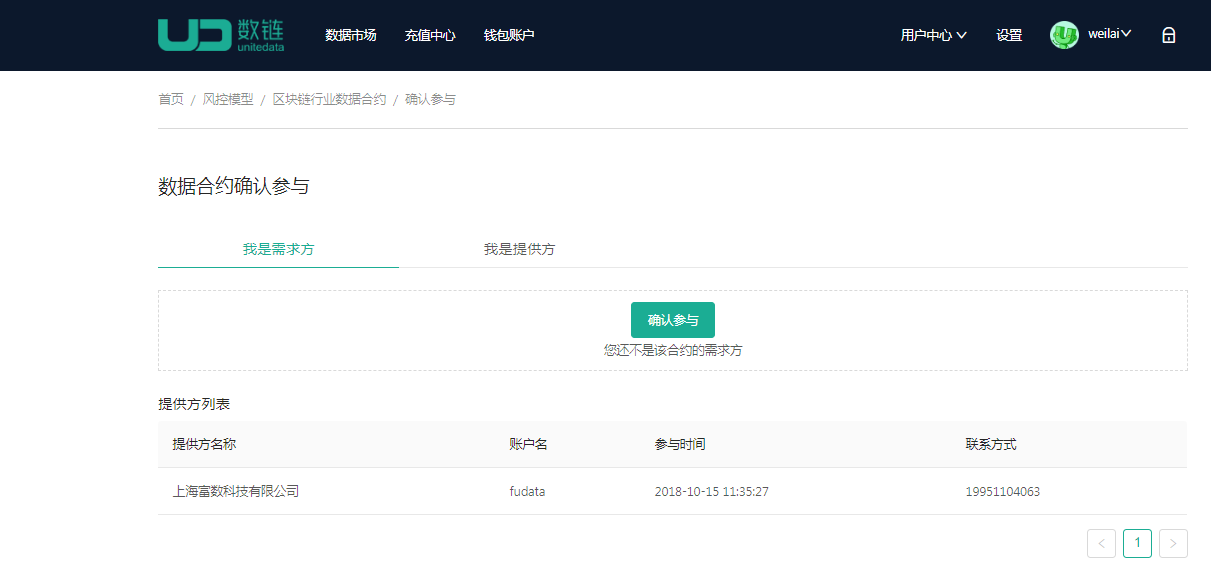 数链
unitedata
数据市场 充值中心 钱包账户 用户中心 设置 weilai
首页 / 风控模型 / 区块链行业数据合约 / 确认参与
数据合约确认参与
我是需求方 我是提供方
确认参与
您还不是该合约的需求方
提供方列表
提供方名称 账户名 参与时间 联系方式
上海富数科技有限公司 fudata 2018-10-15 11:35:27 19951104063
< 1 >